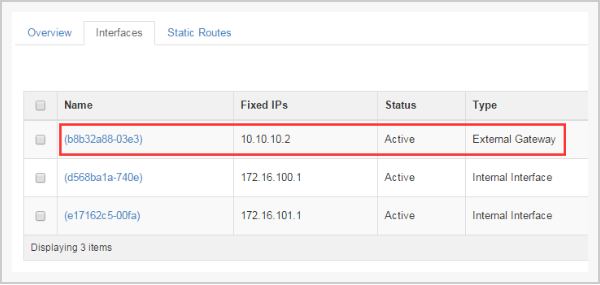 Overview Interfaces Static Routes
Name Fixed IPs Status Type
(b8b32a88-03e3) 10.10.10.2 Active External Gateway
(d568ba1a-740e) 172.16.100.1 Active Internal Interface
(e17162c5-00fa) 172.16.101.1 Active Internal Interface
Displaying 3 items